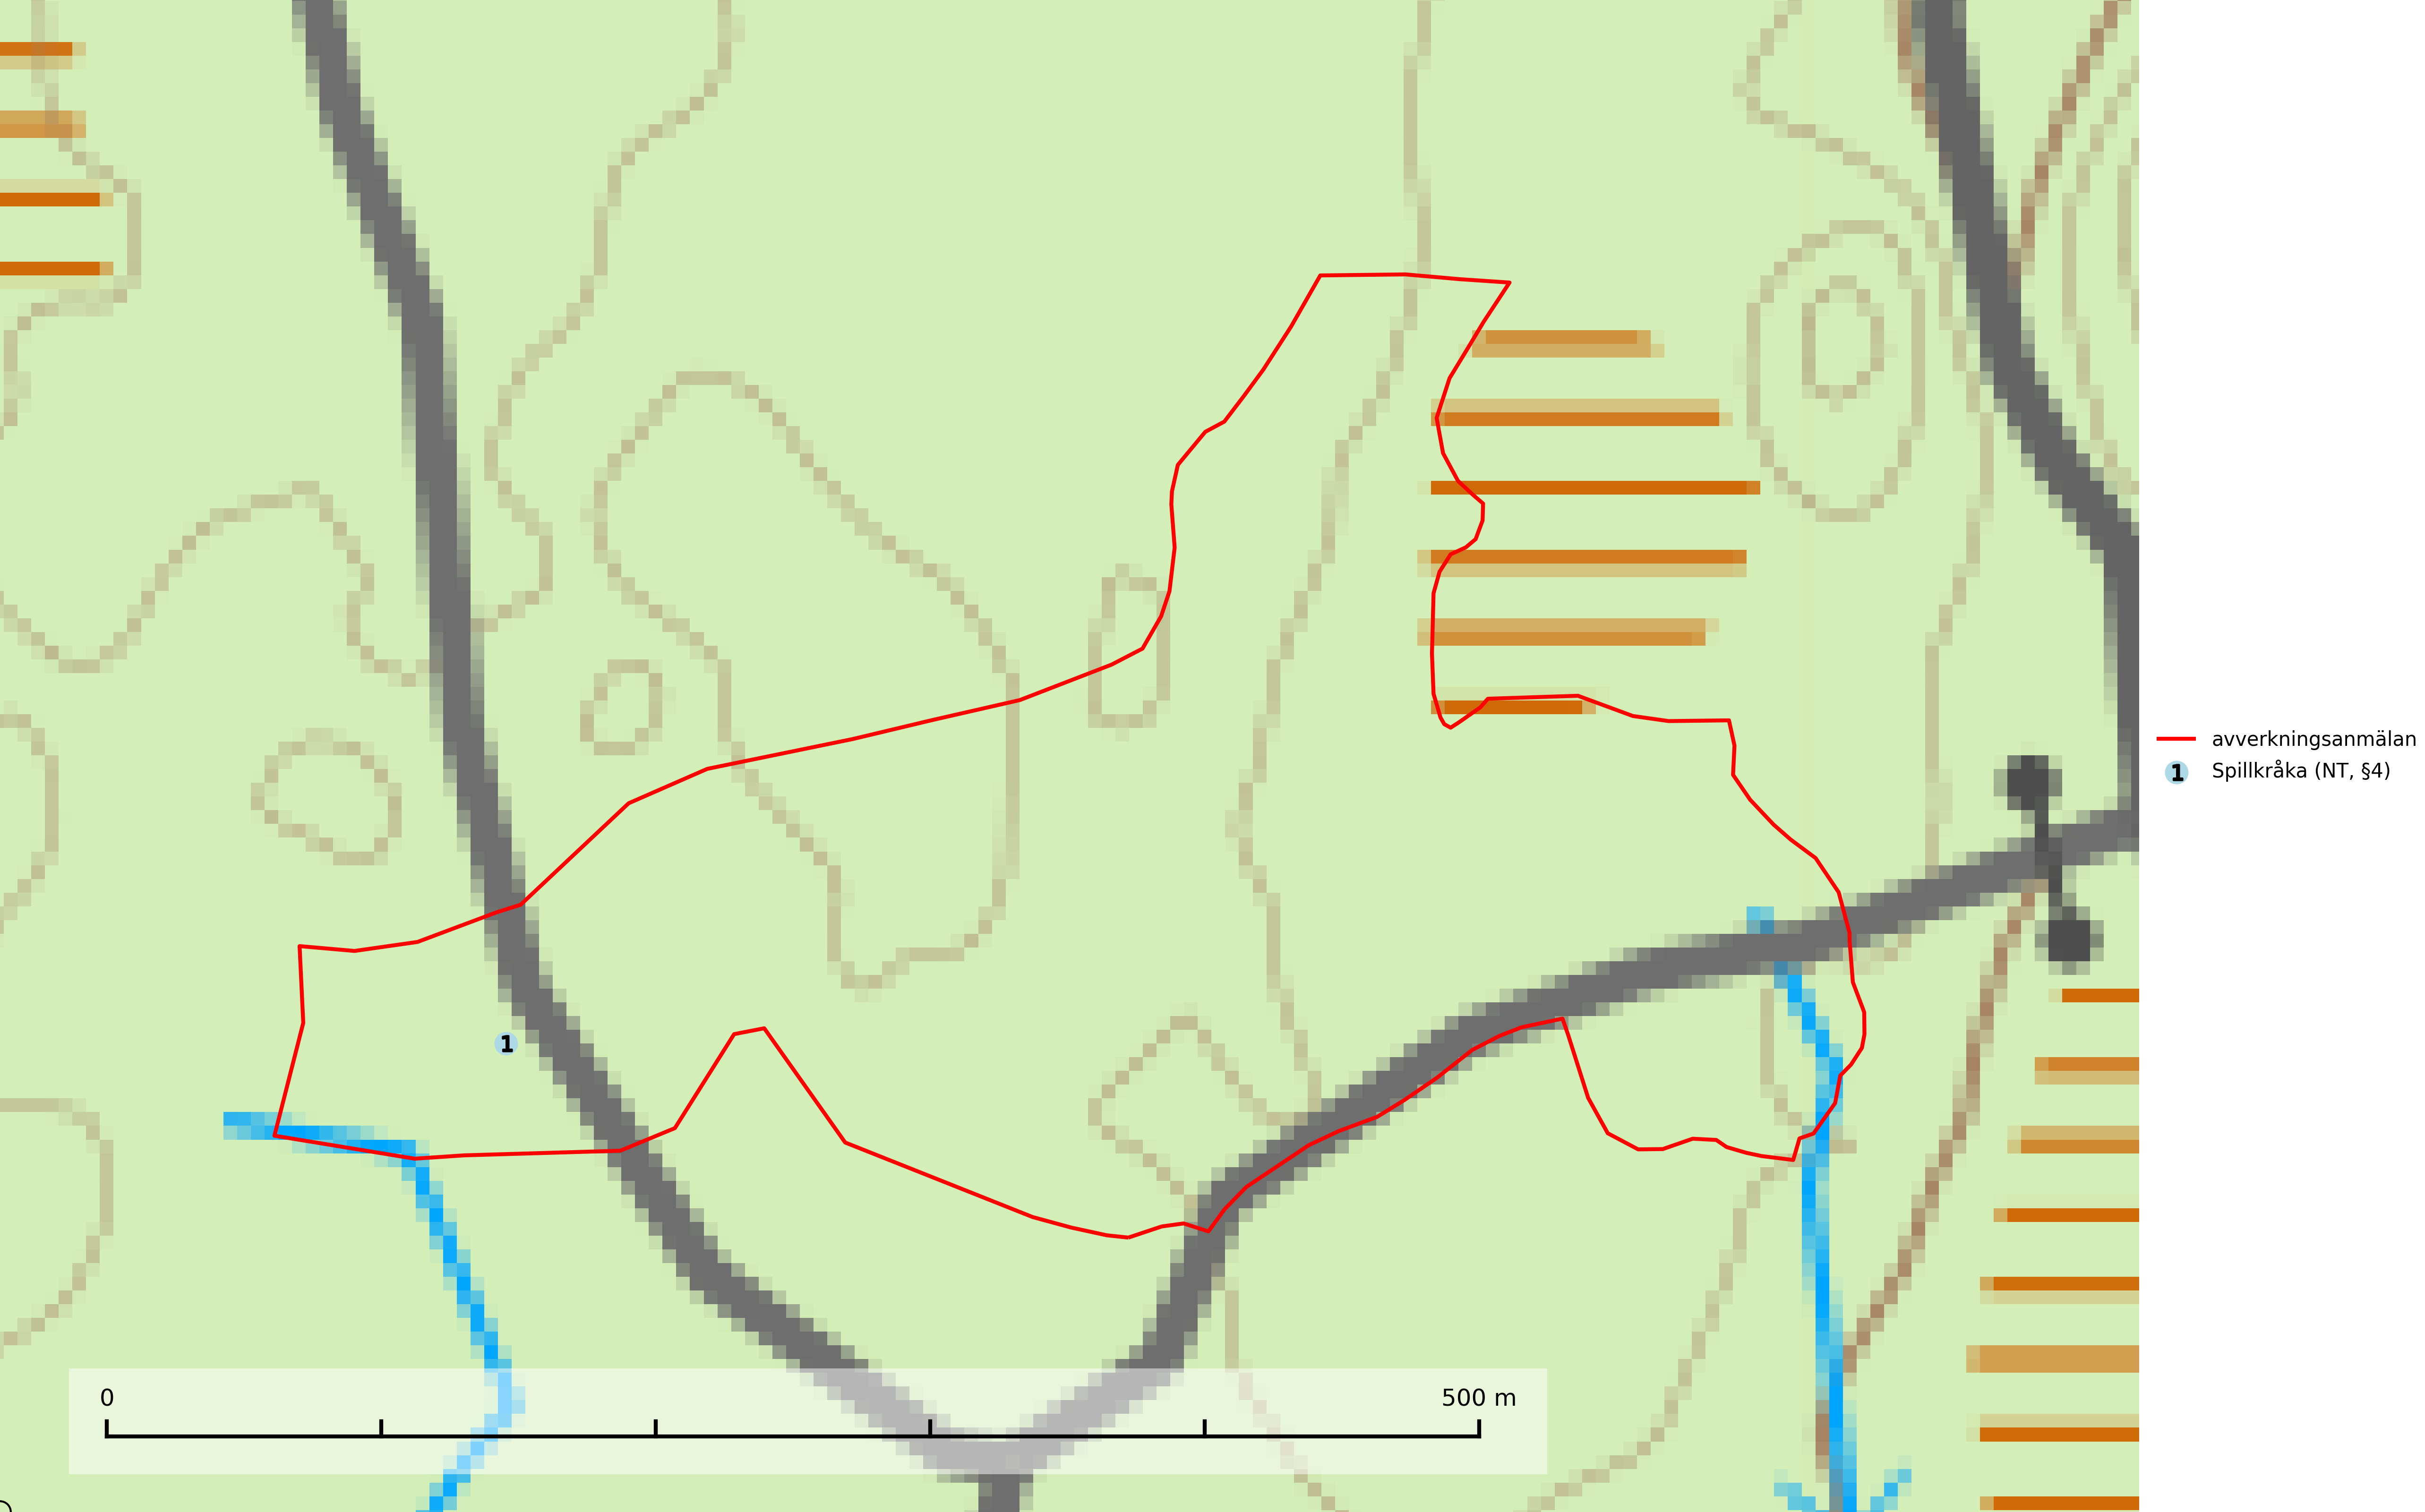 avverkningsanmälan
1 Spillkråka (NT, §4)
1
0 500 m